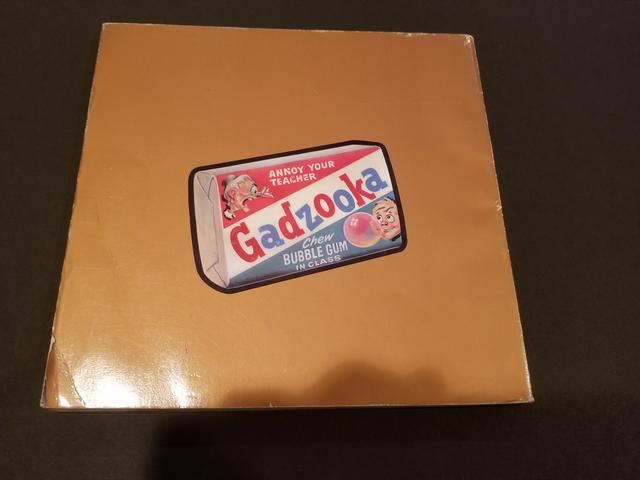 ANNOY YOUR
TEACHER
Gadzooka
Chew
BUBBLE GUM
IN CLASS